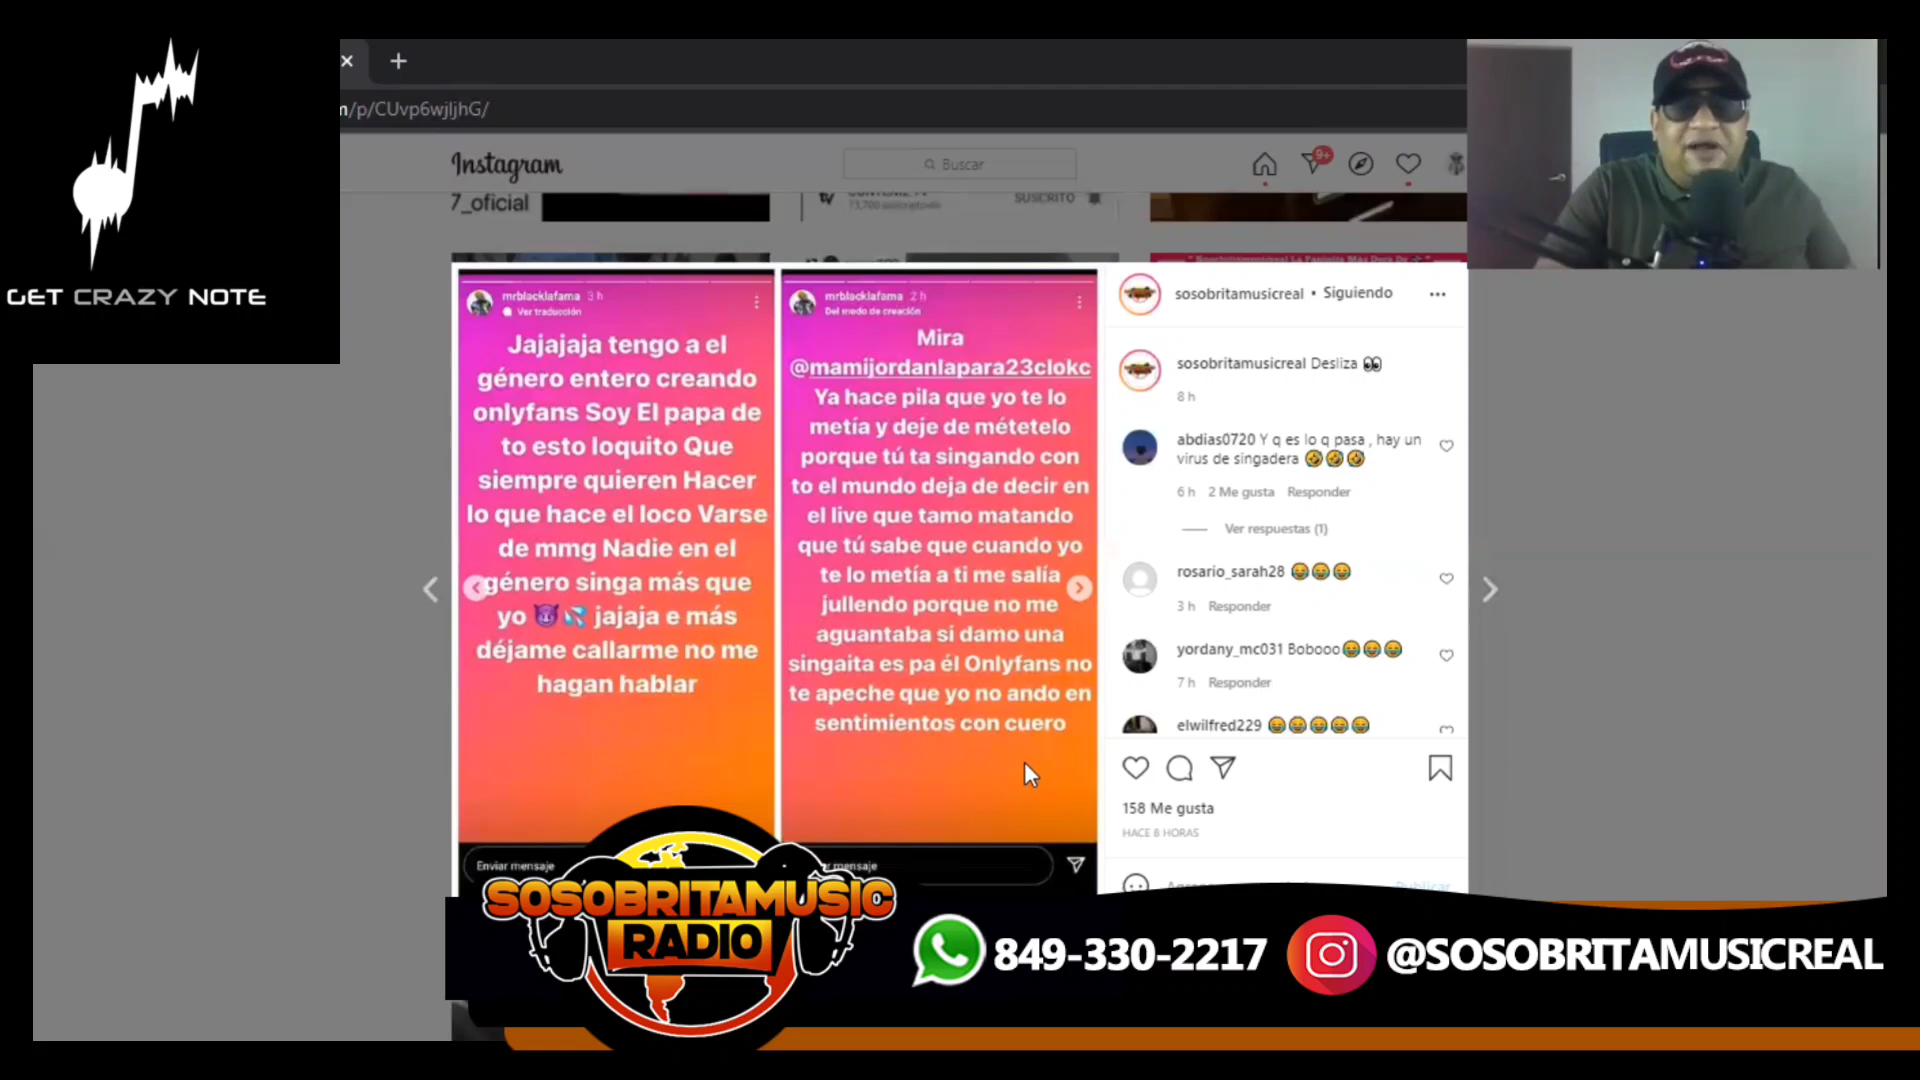 GET CRAZY NOTE
m/p/CUvp6wjljhG/
Instagram
Buscar
9+
7_oficial
SUSCRITO
mrblacklafama 3 h
Ver traducción
Jajajaja tengo a el
género entero creando
onlyfans Soy El papa de
to esto loquito Que
siempre quieren Hacer
lo que hace el loco Varse
de mmg Nadie en el
género singa más que
yo 😈💦 jajaja e más
déjame callarme no me
hagan hablar
Enviar mensaje
mrblacklafama 2 h
Del modo de creación
Mira
@mamijordanlapara23clokc
Ya hace pila que yo te lo
metía y deje de métetelo
porque tú ta singando con
to el mundo deja de decir en
el live que tamo matando
que tú sabe que cuando yo
te lo metía a ti me salía
jullendo porque no me
aguantaba si damo una
singaita es pa él Onlyfans no
te apeche que yo no ando en
sentimientos con cuero
mensaje
sosobritamusicreal • Siguiendo
sosobritamusicreal Desliza 👀
8 h
abdias0720 Y q es lo q pasa , hay un
virus de singadera 🤣🤣🤣
6 h 2 Me gusta Responder
Ver respuestas (1)
rosario_sarah28 😂😂😂
3 h Responder
yordany_mc031 Bobooo😂😂😂
7 h Responder
elwilfred229 😂😂😂😂😂
158 Me gusta
HACE 8 HORAS
Publicar
SOSOBRITAMUSIC
RADIO
849-330-2217
@SOSOBRITAMUSICREAL